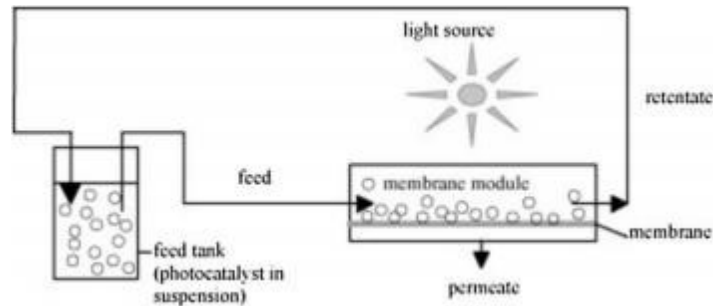 light source
retentate
membrane module
feed
membrane
feed tank
(photocatalyst in
suspension)
permeate